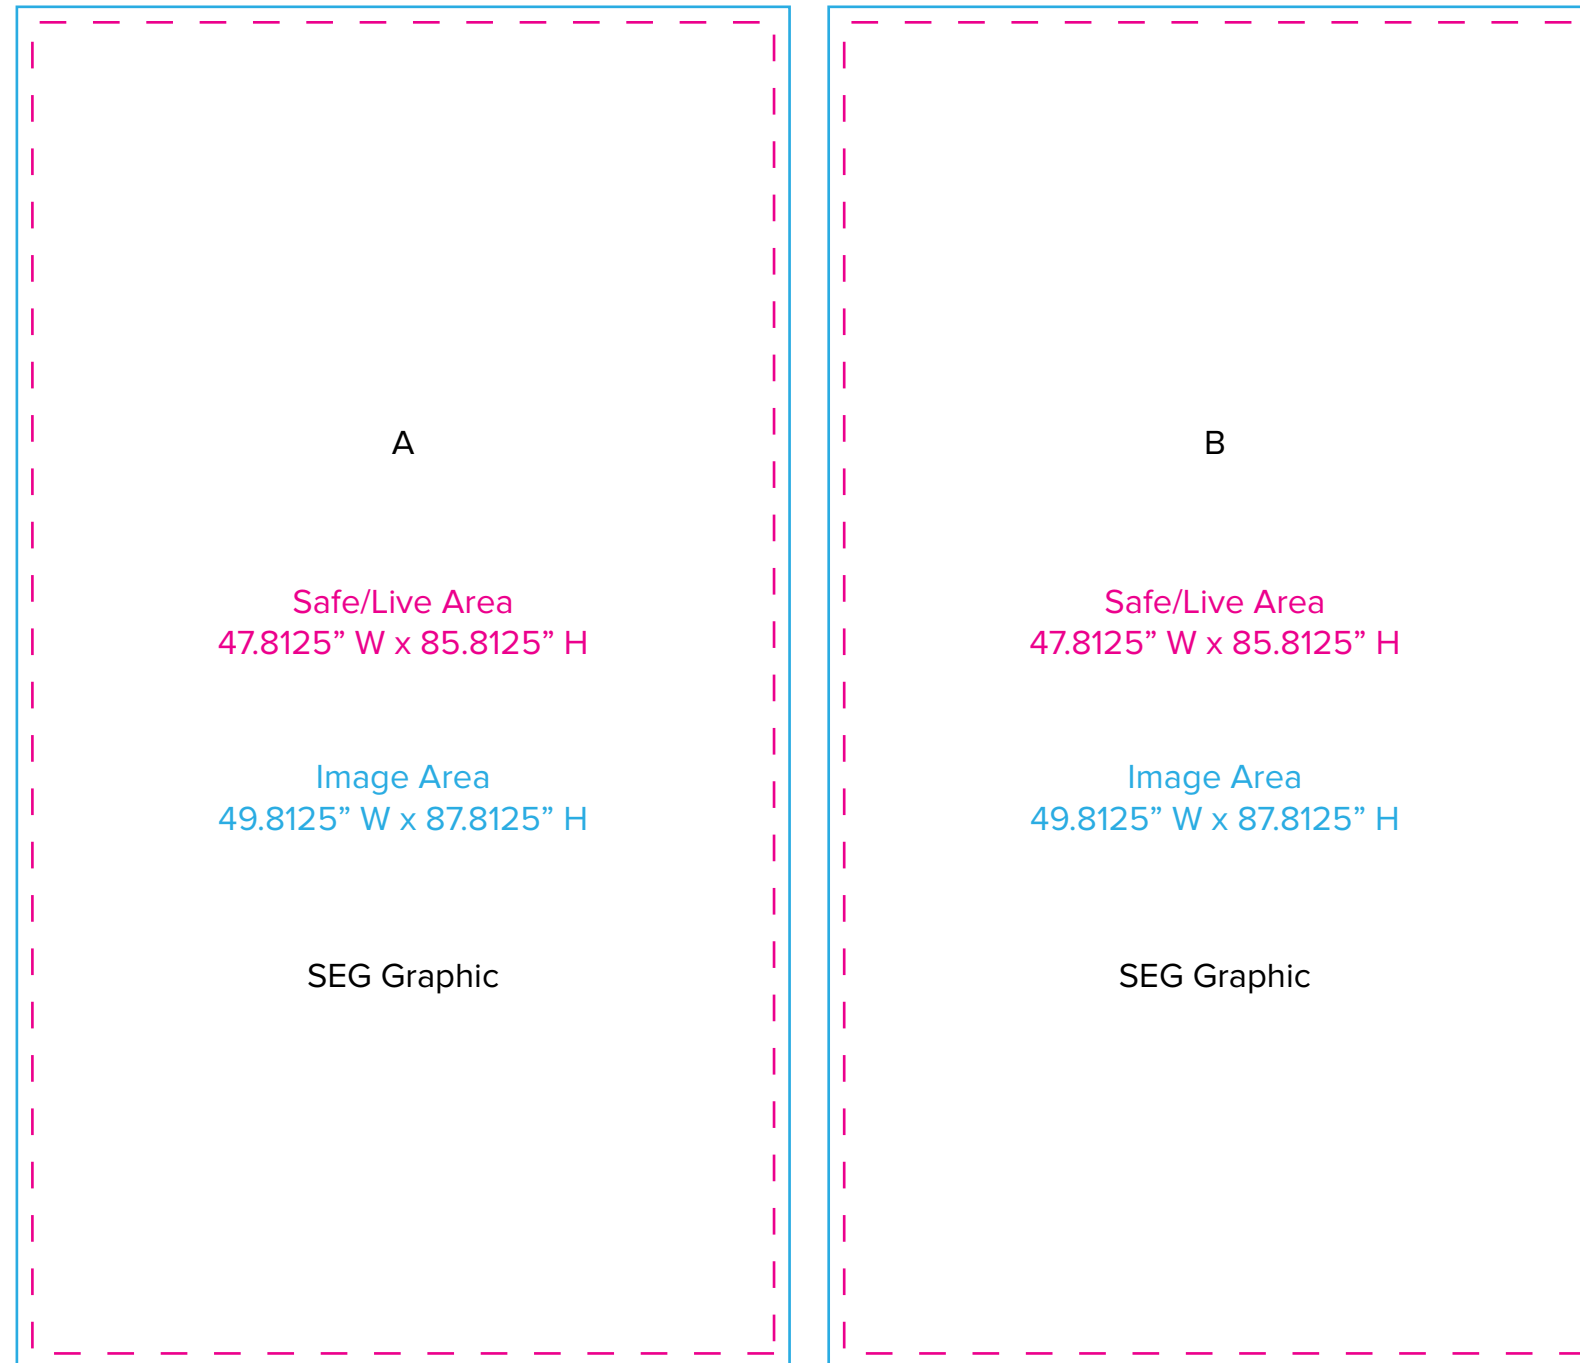 A
Safe/Live Area
47.8125” W x 85.8125” H
Image Area
49.8125” W x 87.8125” H
SEG Graphic
B
Safe/Live Area
47.8125” W x 85.8125” H
Image Area
49.8125” W x 87.8125” H
SEG Graphic